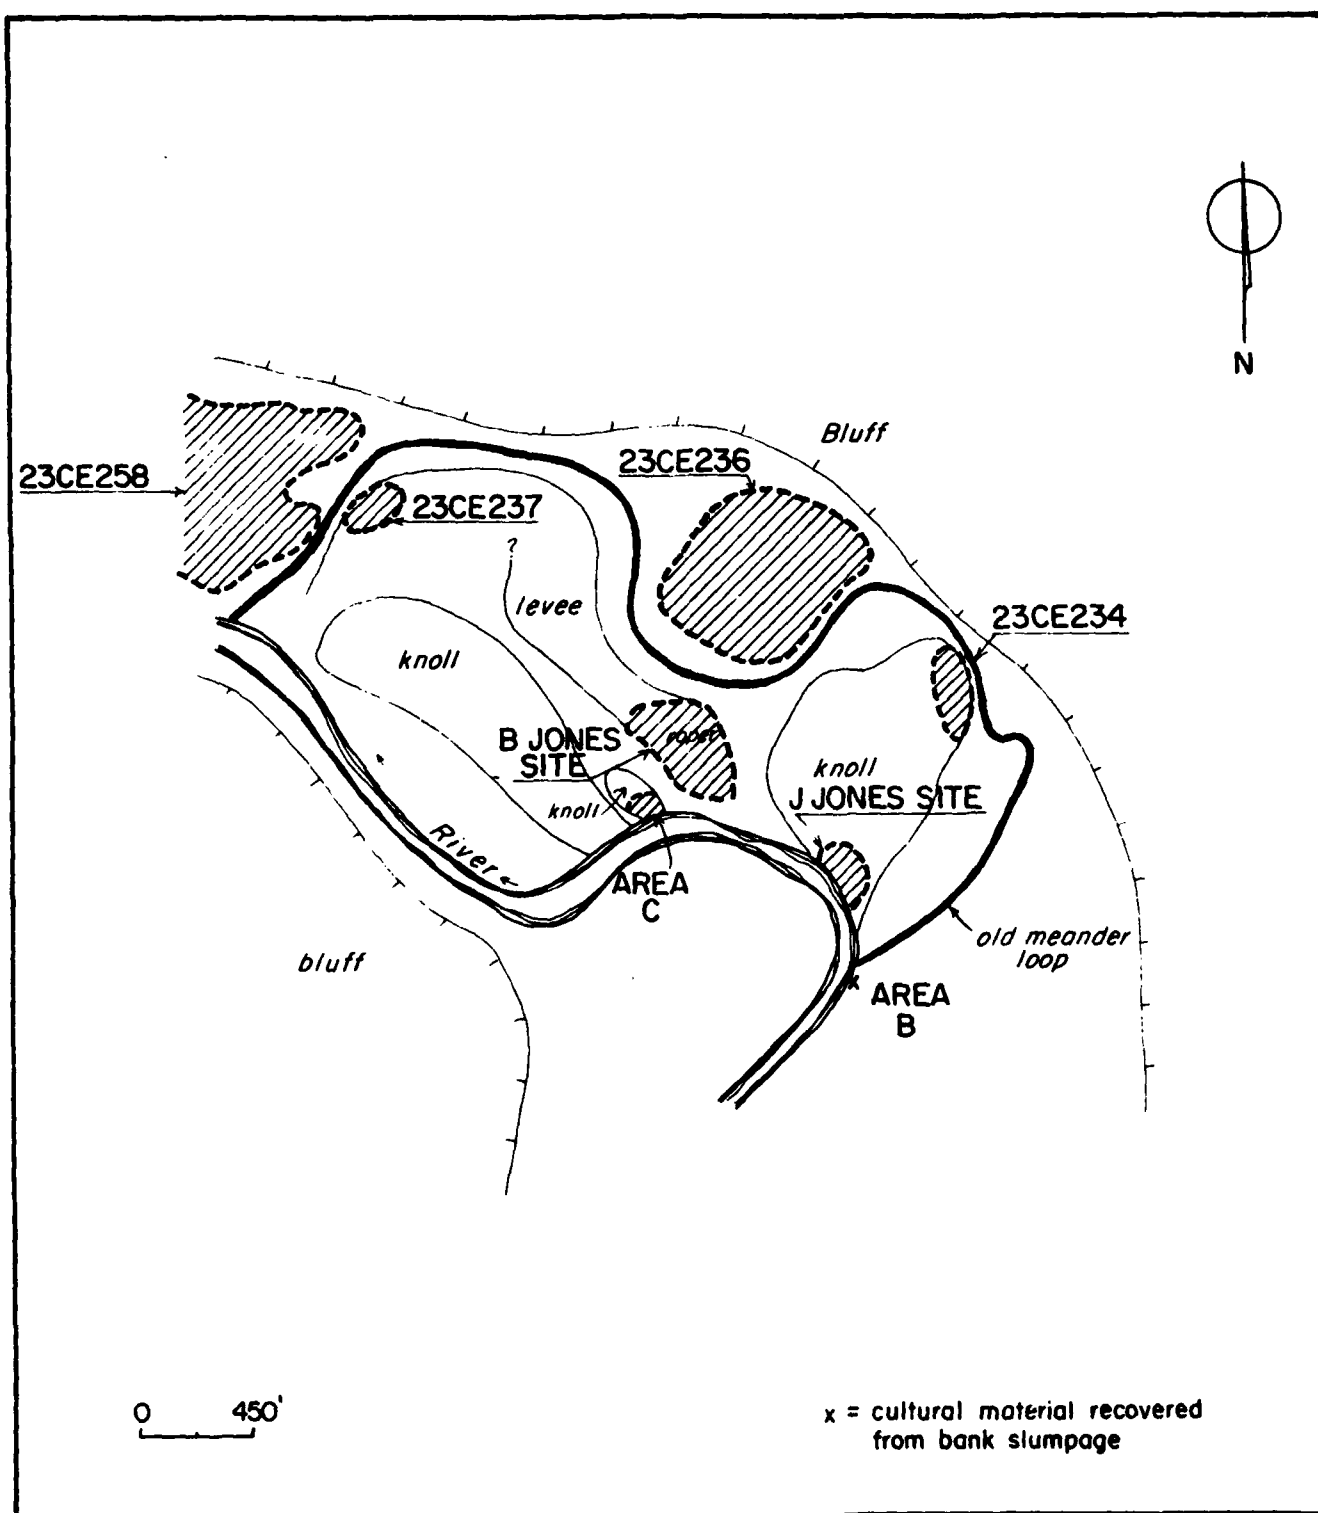 N
Bluff
23CE236
23CE258
23CE237
?
levee
23CE234
knoll
B JONES
SITE
knoll
J JONES SITE
knoll
River
AREA
C
old meander
loop
bluff
AREA
B
0 450'
x
x = cultural material recovered
from bank slumpage